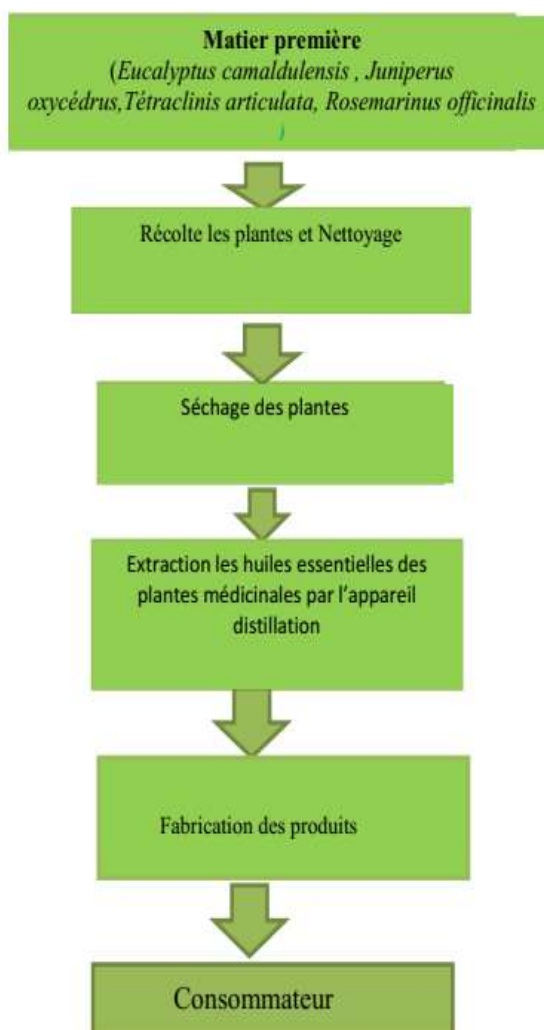 Matier première
(Eucalyptus camaldulensis , Juniperus
oxycédrus,Tétraclinis articulata, Rosemarinus officinalis
)
Récolte les plantes et Nettoyage
Séchage des plantes
Extraction les huiles essentielles des
plantes médicinales par l’appareil
distillation
Fabrication des produits
Consommateur